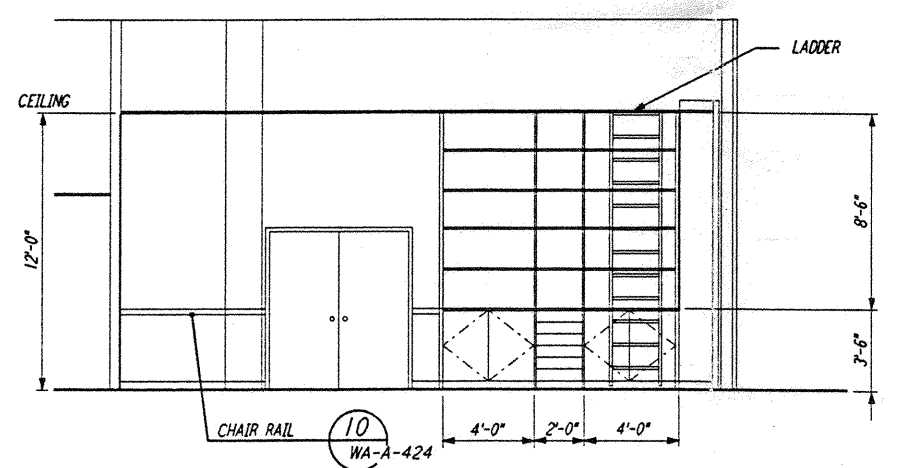 LADDER
CEILING
12'-0"
8'-6"
3'-6"
CHAIR RAIL
10
WA-A-424
4'-0"
2'-0"
4'-0"